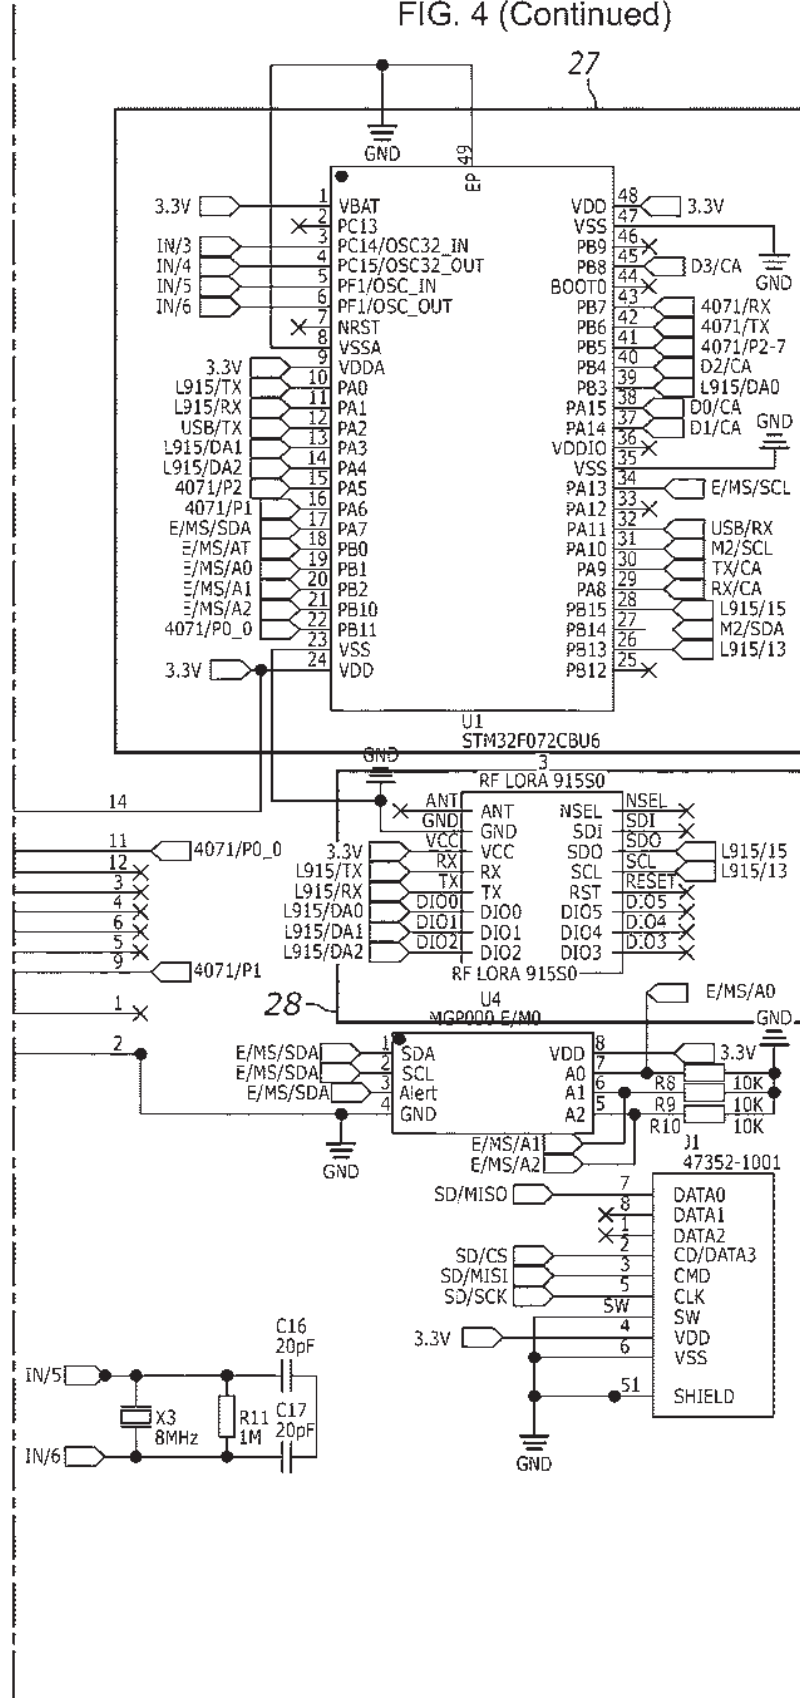 FIG. 4 (Continued)
27
GND
49
EP
3.3V 1 VBAT VDD 48 3.3V
2 PC13 VSS 47
IN/3 3 PC14/OSC32_IN PB9 46
IN/4 4 PC15/OSC32_OUT PB8 45 D3/CA
GND
IN/5 5 PF1/OSC_IN BOOT0 44
IN/6 6 PF1/OSC_OUT PB7 43 4071/RX
7 NRST PB6 42 4071/TX
8 VSSA PB5 41 4071/P2-7
3.3V 9 VDDA PB4 40 D2/CA
L915/TX 10 PA0 PB3 39 L915/DA0
L915/RX 11 PA1 PA15 38 D0/CA
USB/TX 12 PA2 PA14 37 D1/CA
GND
L915/DA1 13 PA3 VDDIO 36
L915/DA2 14 PA4 VSS 35
4071/P2 15 PA5 PA13 34 E/MS/SCL
4071/P1 16 PA6 PA12 33
E/MS/SDA 17 PA7 PA11 32 USB/RX
E/MS/AT 18 PB0 PA10 31 M2/SCL
E/MS/A0 19 PB1 PA9 30 TX/CA
E/MS/A1 20 PB2 PA8 29 RX/CA
E/MS/A2 21 PB10 PB15 28 L915/15
4071/P0_0 22 PB11 PB14 27 M2/SDA
23 VSS PB13 26 L915/13
3.3V 24 VDD PB12 25
U1
STM32F072CBU6
GND
3
RF LORA 915S0
14
ANT ANT NSEL NSEL
GND GND SDI SDI
11 4071/P0_0
3.3V VCC VCC SDO SDO L915/15
12
L915/TX RX RX SCL SCL L915/13
3
L915/RX TX TX RST RESET
4
L915/DA0 DIO0 DIO0 DIO5 DIO5
6
L915/DA1 DIO1 DIO1 DIO4 DIO4
5
L915/DA2 DIO2 DIO2 DIO3 DIO3
9 4071/P1
RF LORA 915S0
28
U4
E/MS/A0
1
MGP000 E/M0
GND
2
E/MS/SDA 1 SDA VDD 8 3.3V
E/MS/SDA 2 SCL A0 7 R8 10K
E/MS/SDA 3 Alert A1 6 R9 10K
4 GND A2 5 R10 10K
GND
E/MS/A1
E/MS/A2
J1
47352-1001
SD/MISO 7 DATA0
8 DATA1
1 DATA2
SD/CS 2 CD/DATA3
SD/MISI 3 CMD
SD/SCK 5 CLK
SW SW
3.3V 4 VDD
6 VSS
51 SHIELD
GND
C16
20pF
IN/5
X3
8MHz
R11
1M
C17
20pF
IN/6